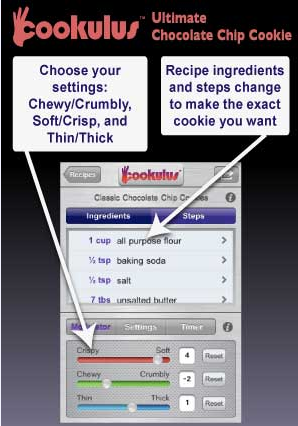 Cookulus™ Ultimate
Chocolate Chip Cookie
Choose your
settings:
Chewy/Crumbly,
Soft/Crisp, and
Thin/Thick
Recipe ingredients
and steps change
to make the exact
cookie you want
Recipes
Cookulus
Classic Chocolate Chip Cookies
Ingredients Steps
1 cup all purpose flour
½ tsp baking soda
½ tsp salt
7 tbs unsalted butter
Settings Timer
Crispy Soft 4 Reset
Chewy Crumbly -2 Reset
Thin Thick 1 Reset